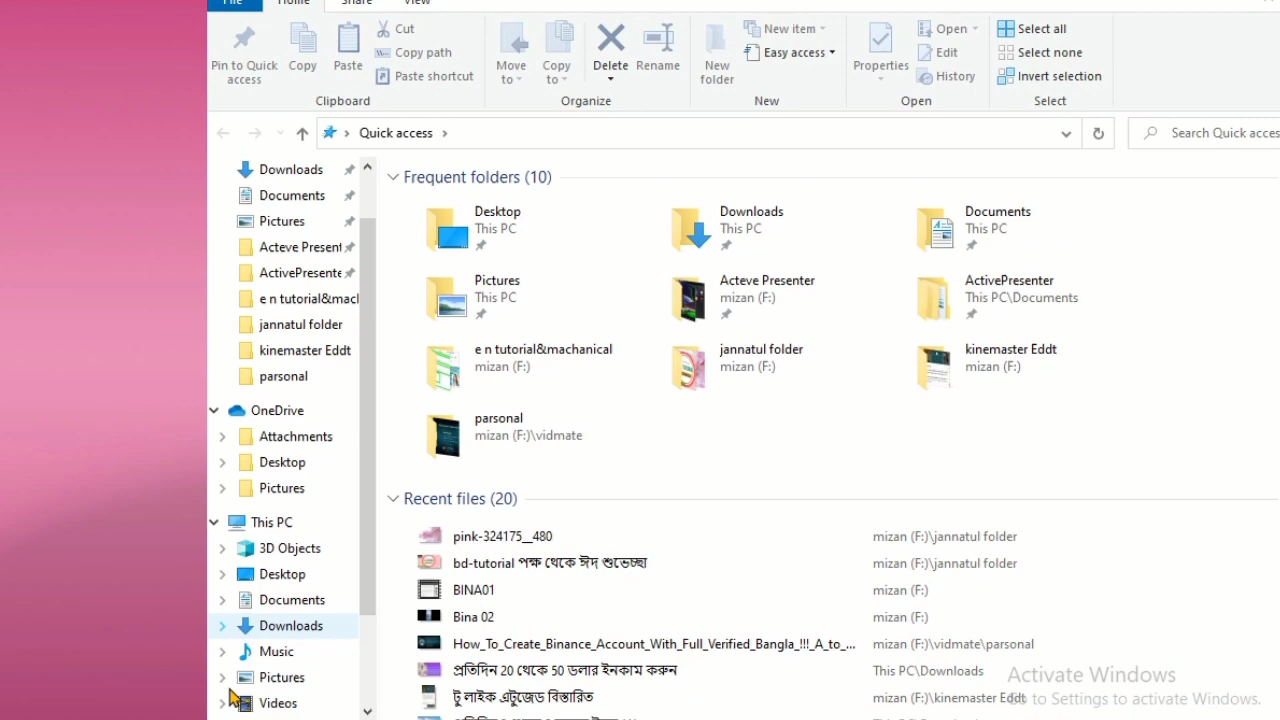 File Home Share View
Pin to Quick access
Copy
Paste
Cut
Copy path
Paste shortcut
Clipboard
Move to
Copy to
Delete
Rename
Organize
New folder
New item
Easy access
New
Properties
Open
Edit
History
Open
Select all
Select none
Invert selection
Select
Quick access
Search Quick acces
Downloads
Documents
Pictures
Acteve Present
ActivePresente
e n tutorial&macl
jannatul folder
kinemaster Eddt
parsonal
OneDrive
Attachments
Desktop
Pictures
This PC
3D Objects
Desktop
Documents
Downloads
Music
Pictures
Videos
Frequent folders (10)
Desktop
This PC
Downloads
This PC
Documents
This PC
Pictures
This PC
Acteve Presenter
mizan (F:)
ActivePresenter
This PC\Documents
e n tutorial&machanical
mizan (F:)
jannatul folder
mizan (F:)
kinemaster Eddt
mizan (F:)
parsonal
mizan (F:)\vidmate
Recent files (20)
pink-324175__480 mizan (F:)\jannatul folder
bd-tutorial পক্ষ থেকে ঈদ শুভেচ্ছা mizan (F:)\jannatul folder
BINA01 mizan (F:)
Bina 02 mizan (F:)
How_To_Create_Binance_Account_With_Full_Verified_Bangla_!!!_A_to_... mizan (F:)\vidmate\parsonal
প্রতিদিন 20 থেকে 50 ডলার ইনকাম করুন This PC\Downloads
টু লাইক এটুজেড বিস্তারিত mizan (F:)\kinemaster Eddt
Activate Windows
Go to Settings to activate Windows.